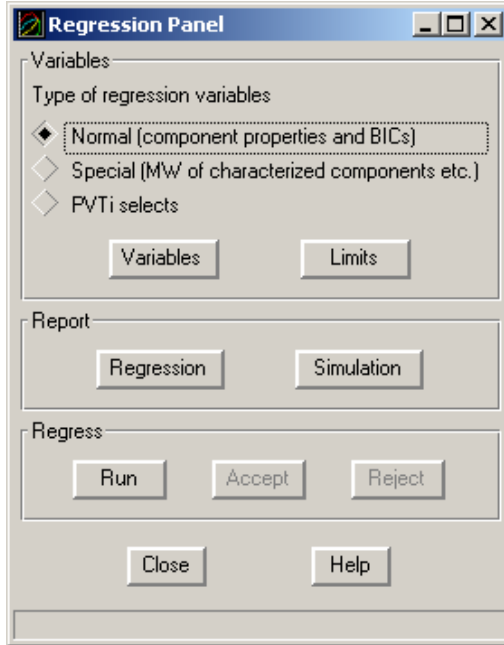 Regression Panel
Variables
Type of regression variables
Normal (component properties and BICs)
Special (MW of characterized components etc.)
PVTi selects
Variables Limits
Report
Regression Simulation
Regress
Run Accept Reject
Close Help